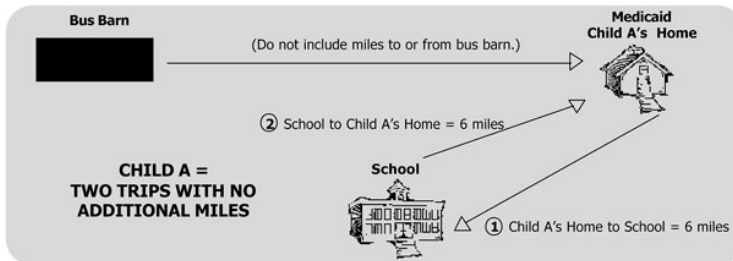 Bus Barn
Medicaid
Child A's Home
(Do not include miles to or from bus barn.)
② School to Child A's Home = 6 miles
CHILD A =
TWO TRIPS WITH NO
ADDITIONAL MILES
School
① Child A's Home to School = 6 miles